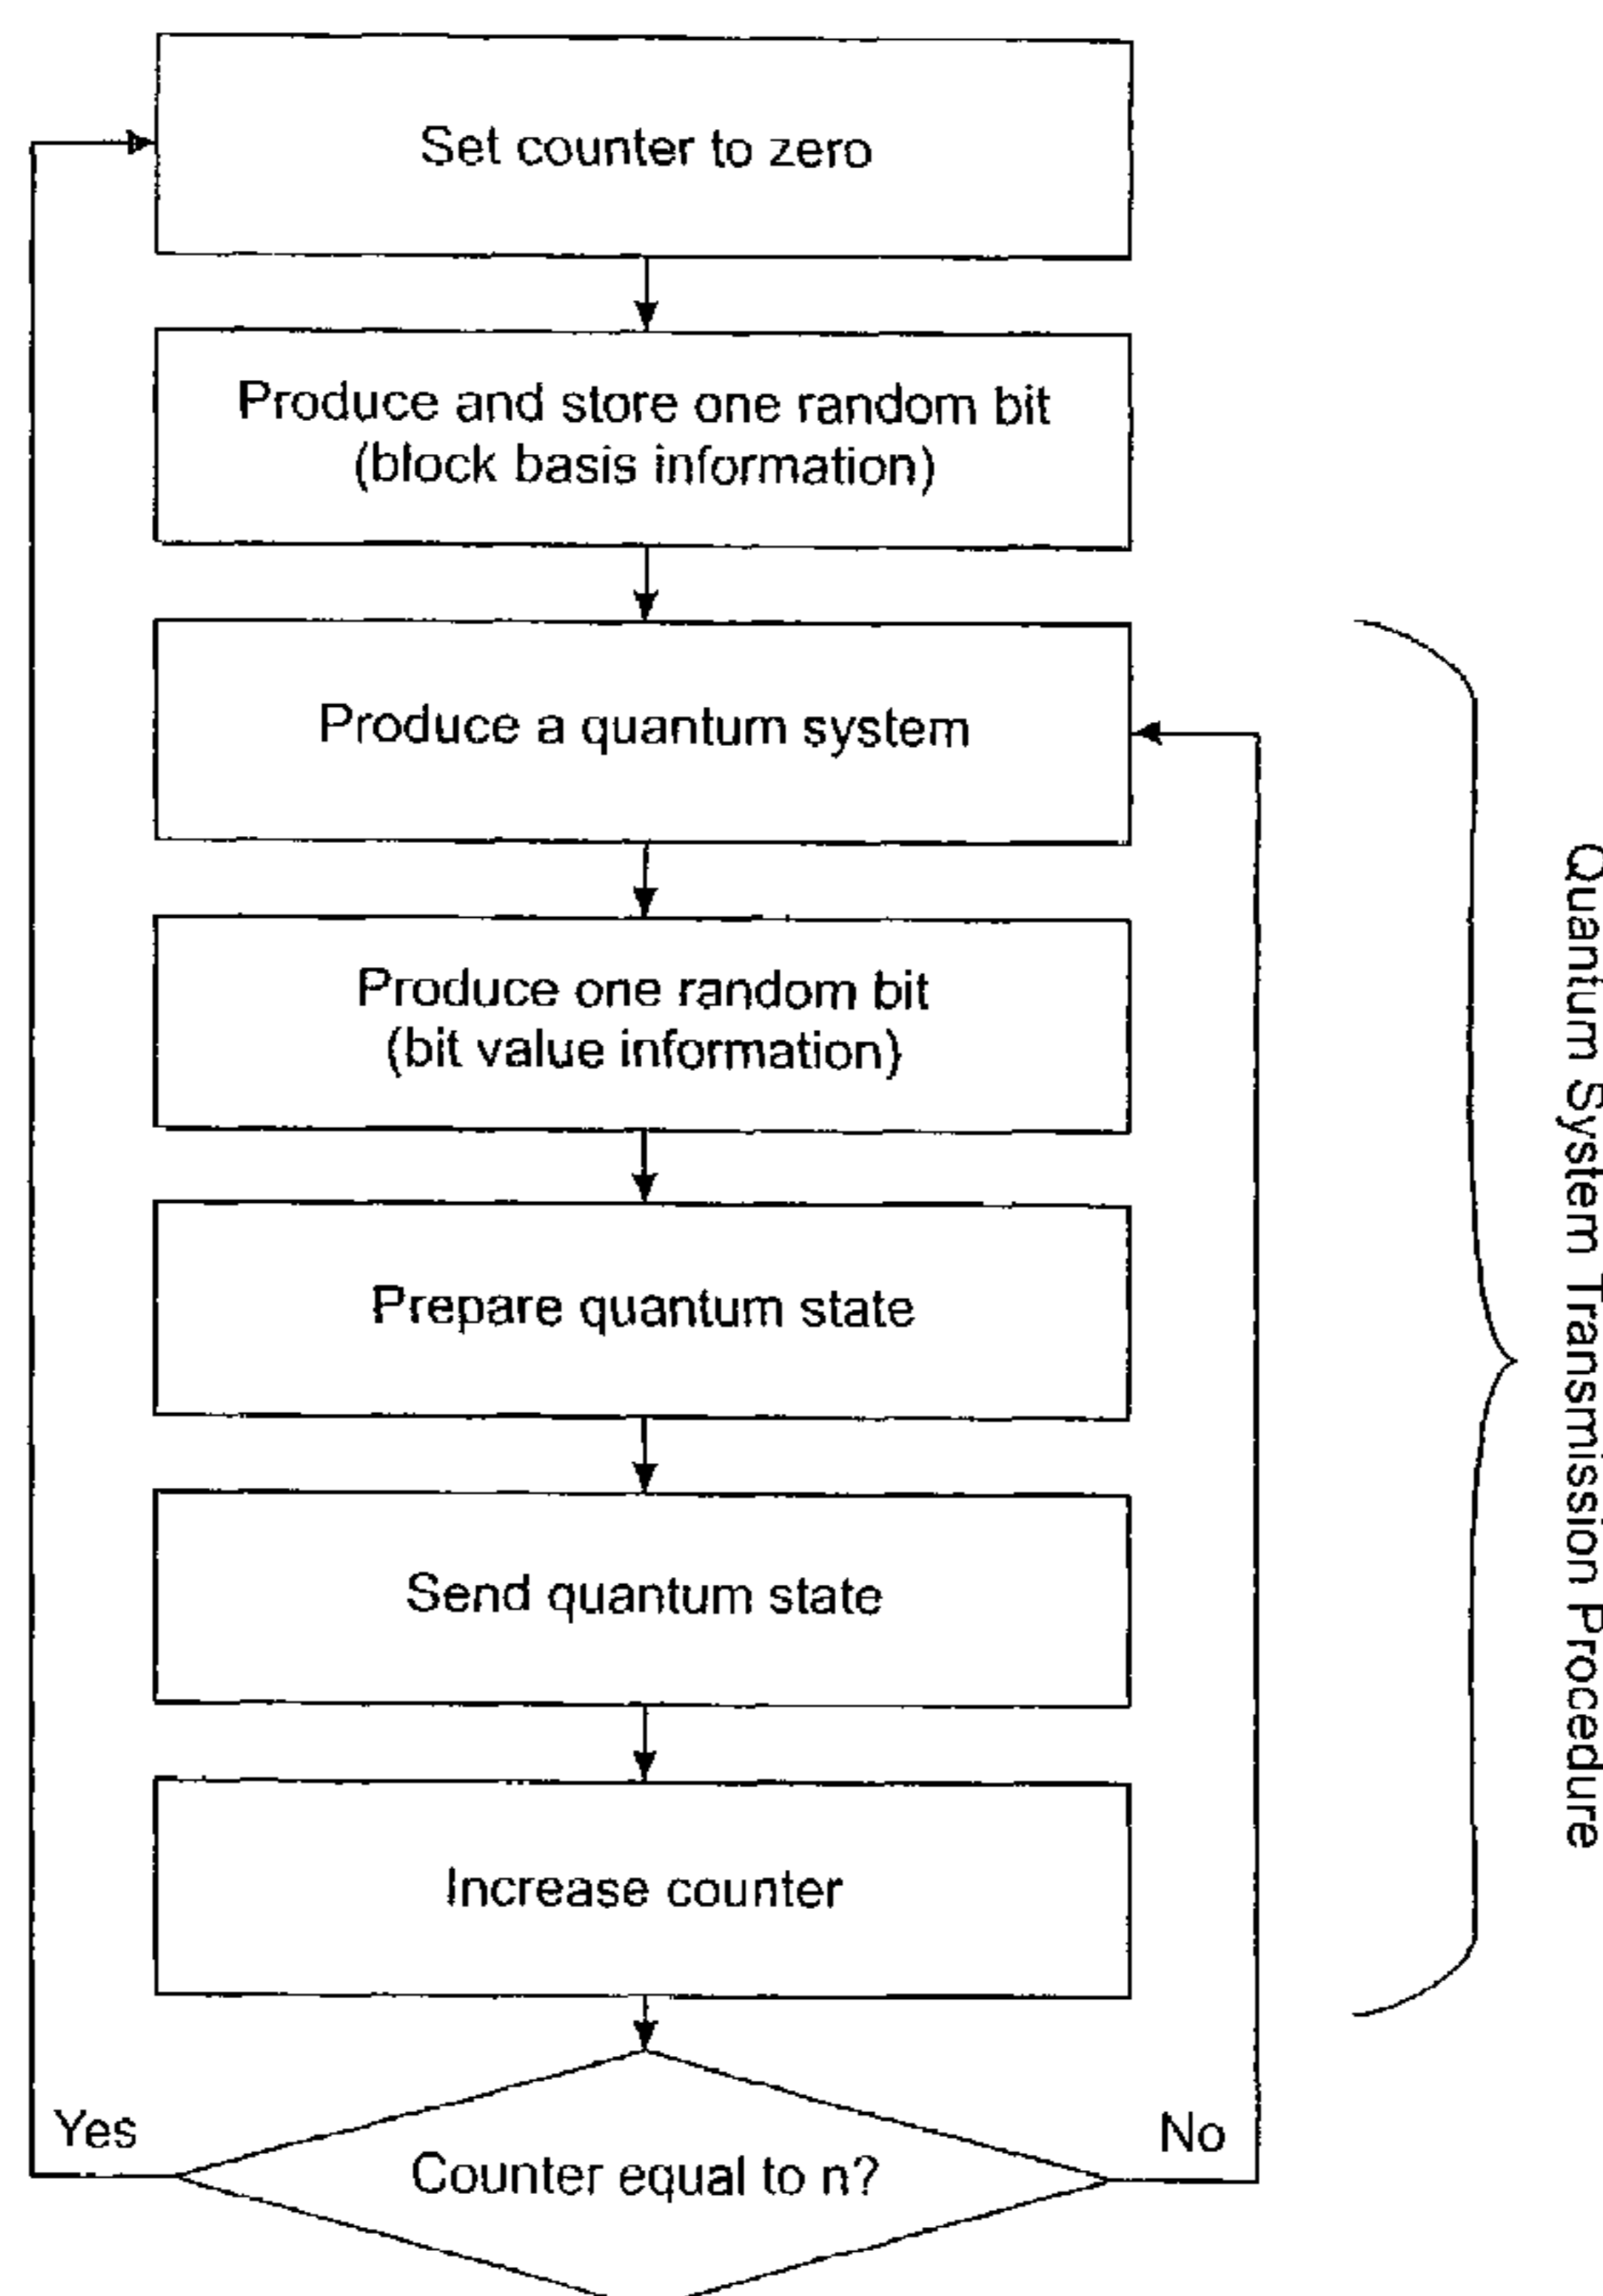 Set counter to zero
Produce and store one random bit
(block basis information)
Produce a quantum system
Produce one random bit
(bit value information)
Prepare quantum state
Send quantum state
Increase counter
Yes
Counter equal to n?
No
Quantum System Transmission Procedure